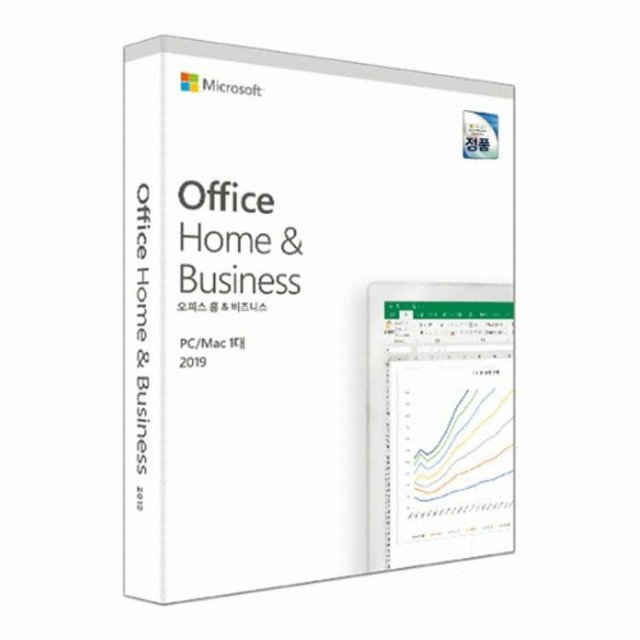 Microsoft
정품
Office
Home &
Business
오피스 홈 & 비즈니스
PC/Mac 1대
2019
Office Home & Business 2019